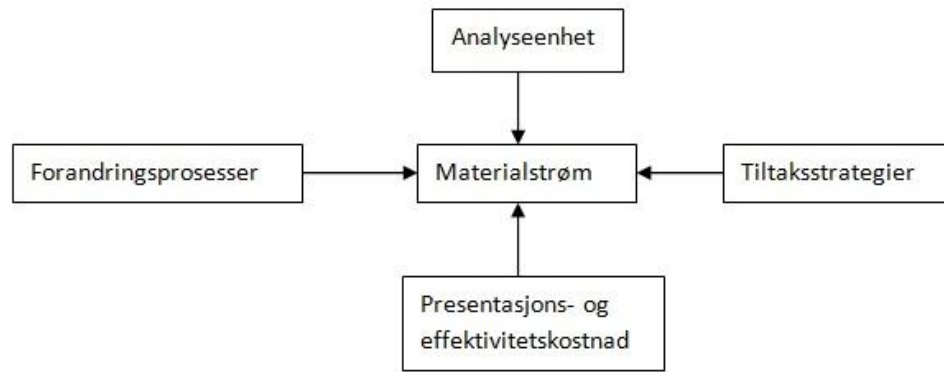 Analyseenhet
Forandringsprosesser
Materialstrøm
Tiltaksstrategier
Presentasjons- og
effektivitetskostnad